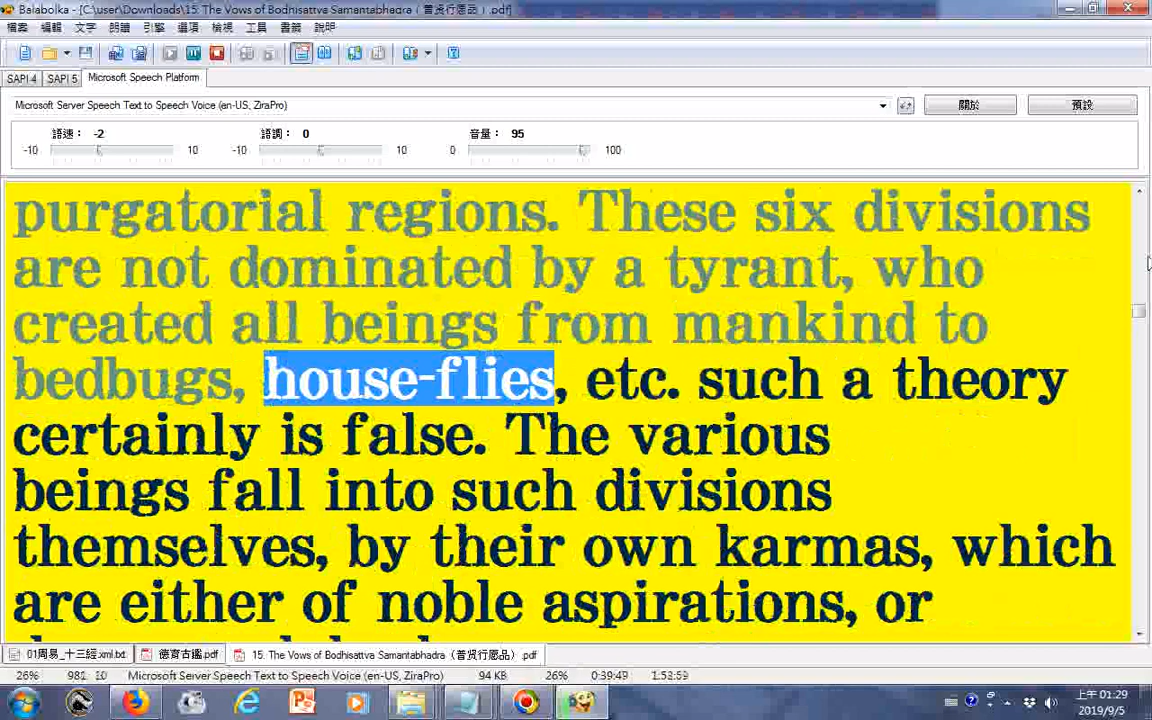 Balabolka - [C:\user\Downloads\15. The Vows of Bodhisattva Samantabhadra（普賢行愿品）.pdf]
檔案 編輯 文字 朗讀 引擎 選項 檢視 工具 書籤 說明
SAPI 4 SAPI 5 Microsoft Speech Platform
Microsoft Server Speech Text to Speech Voice (en-US, ZiraPro) 關於 預設
語速： -2 語調： 0 音量： 95
-10 10 -10 10 0 100
purgatorial regions. These six divisions
are not dominated by a tyrant, who
created all beings from mankind to
bedbugs, house-flies, etc. such a theory
certainly is false. The various
beings fall into such divisions
themselves, by their own karmas, which
are either of noble aspirations, or
01周易_十三經.xml.txt 德育古鑑.pdf 15. The Vows of Bodhisattva Samantabhadra（普賢行愿品）.pdf
26% 981: 10 Microsoft Server Speech Text to Speech Voice (en-US, ZiraPro) 94 KB 26% 0:39:49 1:53:59
上午 01:29
2019/9/5